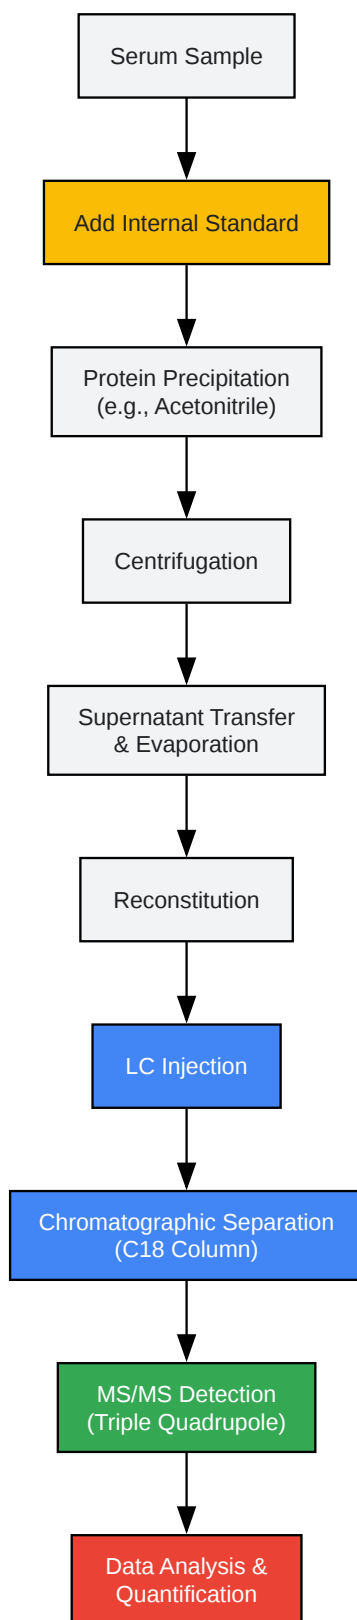 Serum Sample
Add Internal Standard
Protein Precipitation
(e.g., Acetonitrile)
Centrifugation
Supernatant Transfer
& Evaporation
Reconstitution
LC Injection
Chromatographic Separation
(C18 Column)
MS/MS Detection
(Triple Quadrupole)
Data Analysis &
Quantification